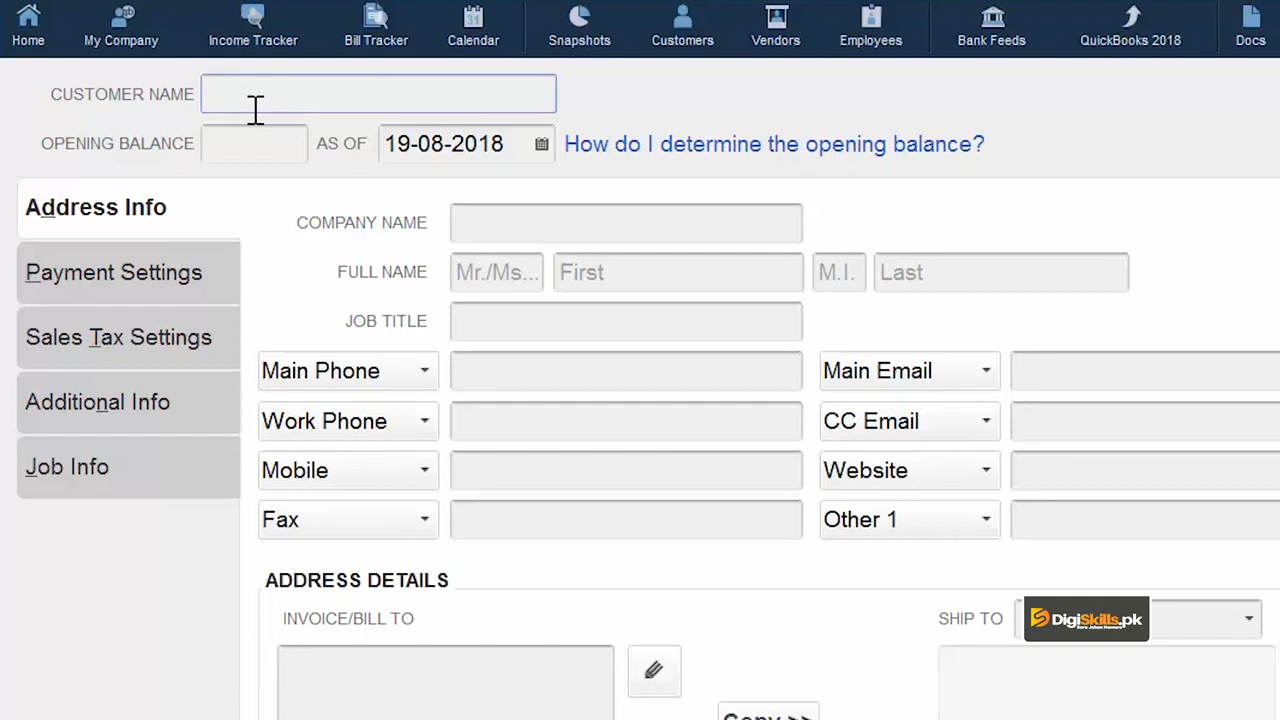 Home My Company Income Tracker Bill Tracker Calendar Snapshots Customers Vendors Employees Bank Feeds QuickBooks 2018 Docs
CUSTOMER NAME
OPENING BALANCE AS OF 19-08-2018 How do I determine the opening balance?
Address Info
Payment Settings
Sales Tax Settings
Additional Info
Job Info
COMPANY NAME
FULL NAME Mr./Ms... First M.I. Last
JOB TITLE
Main Phone Main Email
Work Phone CC Email
Mobile Website
Fax Other 1
ADDRESS DETAILS
INVOICE/BILL TO SHIP TO
DigiSkills.pk
Copy >>